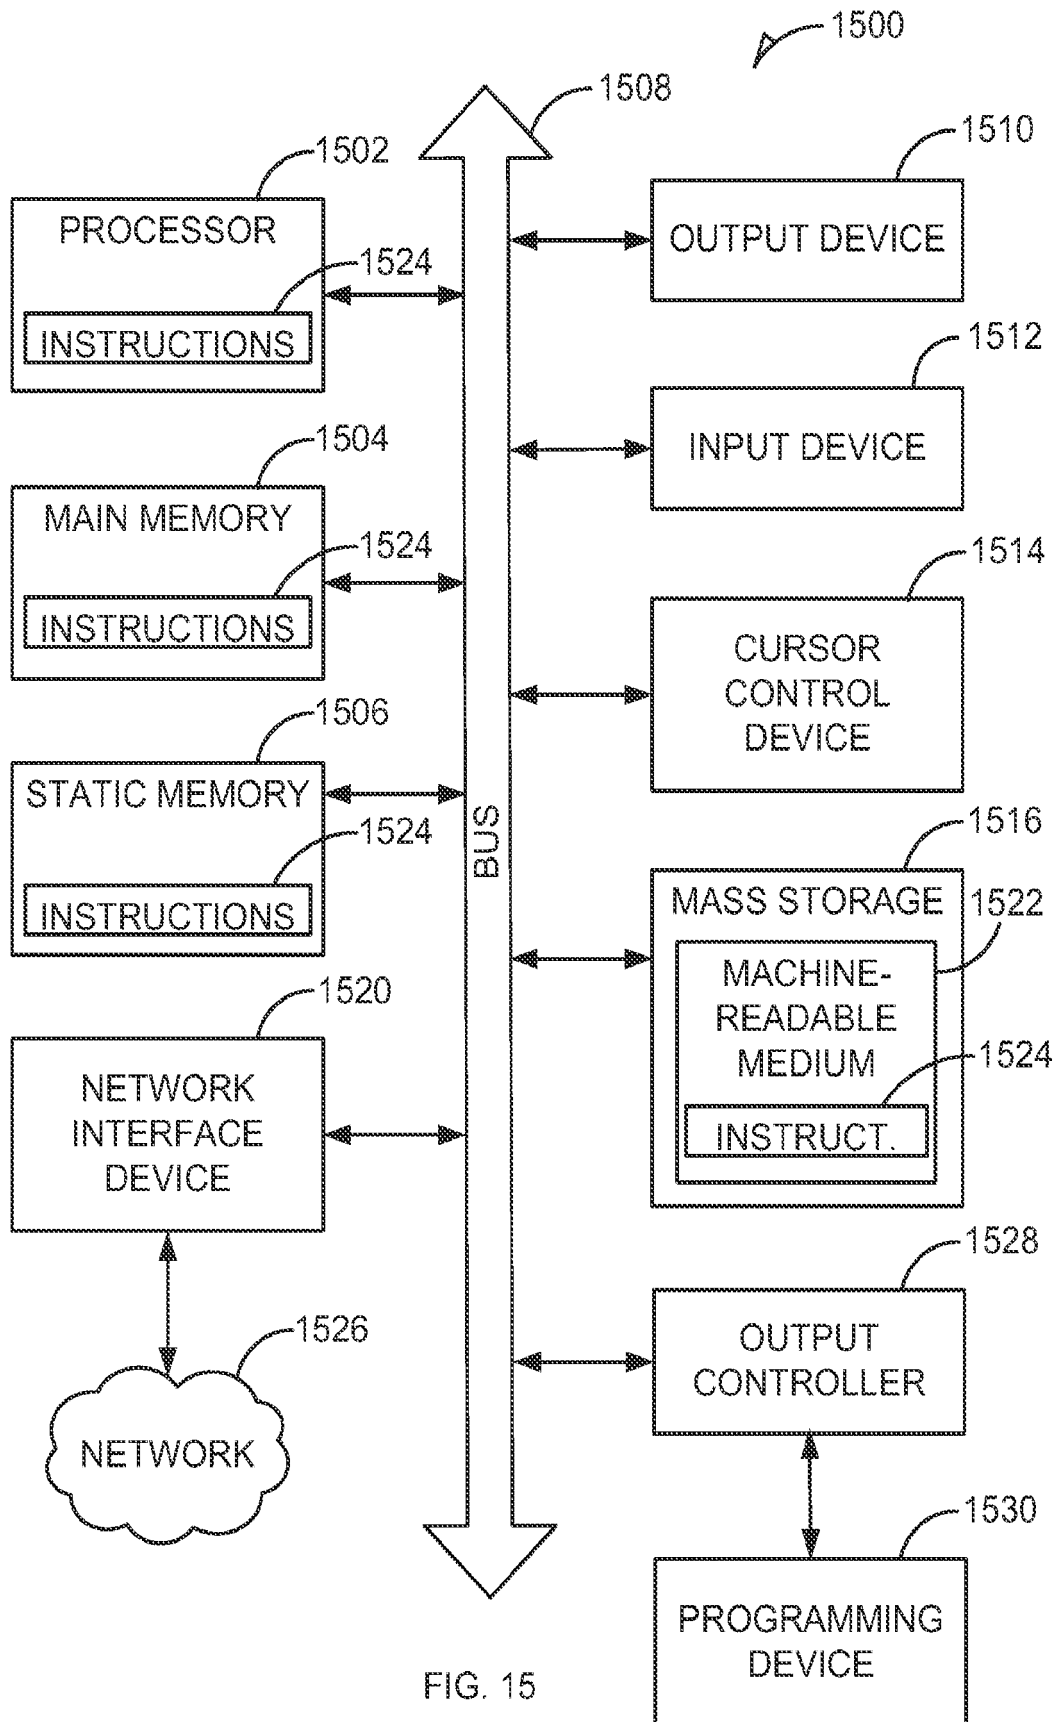 1500
1508
1502
PROCESSOR
1524
INSTRUCTIONS
1504
MAIN MEMORY
1524
INSTRUCTIONS
1506
STATIC MEMORY
1524
INSTRUCTIONS
1520
NETWORK
INTERFACE
DEVICE
1526
NETWORK
BUS
1510
OUTPUT DEVICE
1512
INPUT DEVICE
1514
CURSOR
CONTROL
DEVICE
1516
MASS STORAGE
1522
MACHINE-
READABLE
MEDIUM
1524
INSTRUCT.
1528
OUTPUT
CONTROLLER
1530
PROGRAMMING
DEVICE
FIG. 15